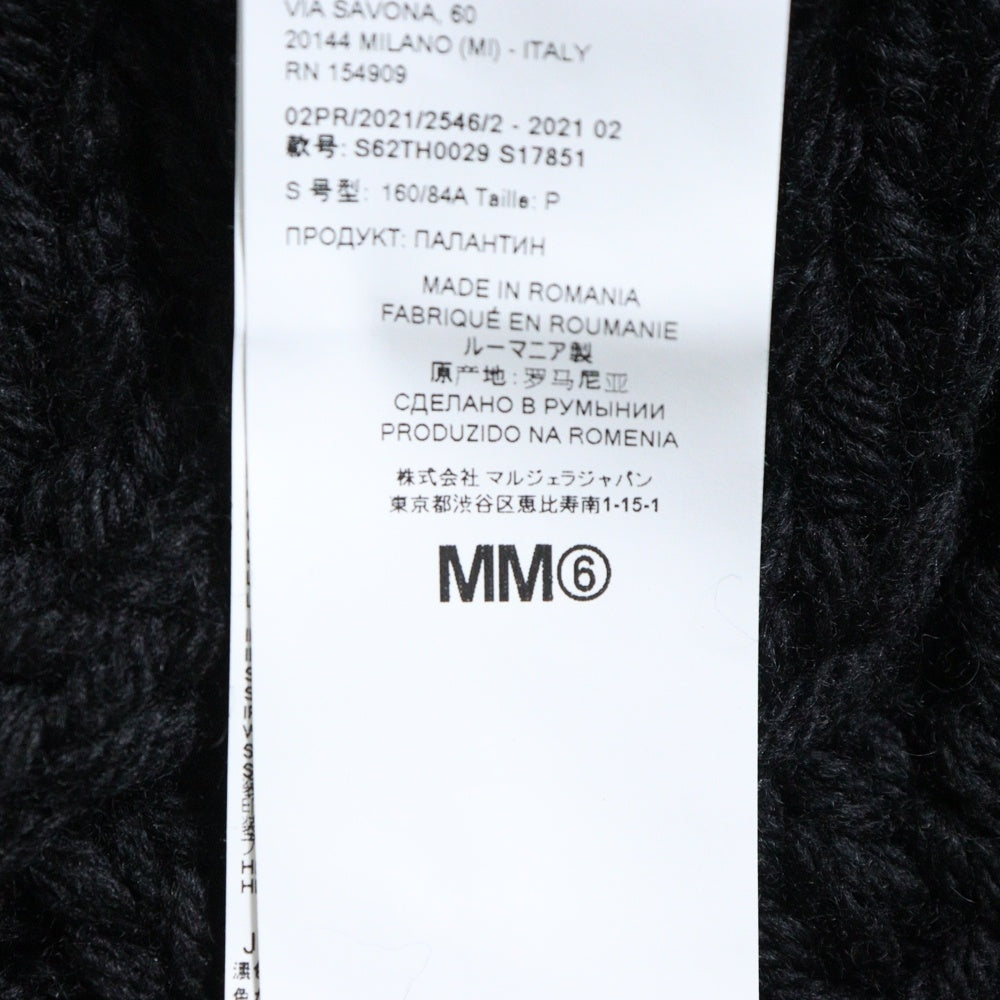 VIA SAVONA, 60
20144 MILANO (MI) - ITALY
RN 154909
02PR/2021/2546/2 - 2021 02
款号: S62TH0029 S17851
S 号型: 160/84A Taille: P
ПРОДУКТ: ПАЛАНТИН
MADE IN ROMANIA
FABRIQUÉ EN ROUMANIE
ルーマニア製
原产地: 罗马尼亚
СДЕЛАНО В РУМЫНИИ
PRODUZIDO NA ROMENIA
株式会社 マルジェラジャパン
東京都渋谷区恵比寿南1-15-1
MM⑥